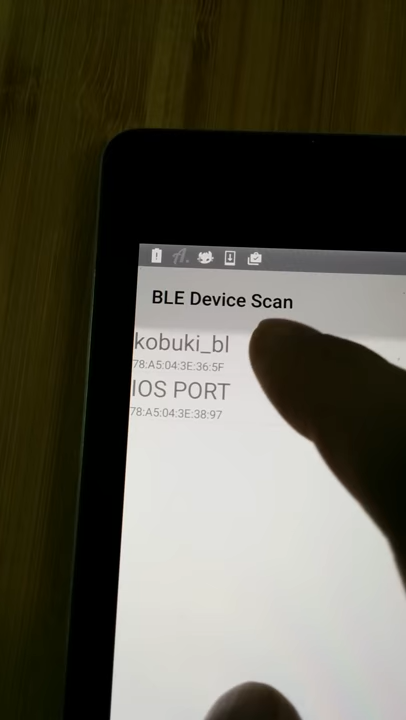 BLE Device Scan
kobuki_bl
78:A5:04:3E:36:5F
IOS PORT
78:A5:04:3E:38:97